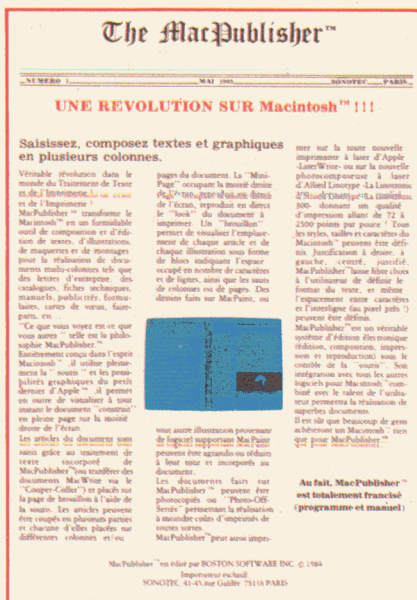 The MacPublisher™
NUMERO 1 MAI 1985 SONOTEC PARIS
UNE REVOLUTION SUR Macintosh™ !!!
Saisissez, composez textes et graphiques
en plusieurs colonnes.
Véritable révolution dans le
monde du Traitement de Texte
et de l'Imprimerie !
MacPublisher™ transforme le
Macintosh™ en un formidable
outil de composition et d'édi-
tion de textes, d'illustrations,
de maquettes et de montages
pour la réalisation de docu-
ments multi-colonnes tels que
des lettres d'entreprise, des
catalogues, fiches techniques,
manuels, publicités, formu-
laires, cartes de vœux, faire-
parts, etc...
"Ce que vous voyez est ce que
vous aurez" telle est la philo-
sophie MacPublisher™
Entièrement conçu dans l'esprit
Macintosh™, il utilise pleine-
ment la "souris" et les possi-
bilités graphiques du petit
dernier d'Apple™, il permet
en outre de visualiser à tout
instant le document "construit"
en pleine page sur la moitié
droite de l'écran.
Les articles du document sont
saisis grâce au traitement de
texte incorporé de
MacPublisher™ (ou transférer des
documents MacWrite via le
"Couper-Coller") et placés sur
la page de brouillon à l'aide de
la souris. Les articles peuvent
être coupés en plusieurs parties
et chacune d'elles placées sur
différentes colonnes et/ou
pages du document. La "Mini-
Page" occupant la moitié droite
de l'écran, reproduit en direct
le "look" du document à
imprimer. Un "brouillon"
permet de visualiser l'emplace-
ment de chaque article et de
chaque illustration sous forme
de blocs indiquant l'espace
occupé en nombre de caractères
et de lignes, ainsi que les sauts
de colonnes ou de pages. Des
dessins faits sur MacPaint, ou
tout autre illustration provenant
de logiciel supportant MacPaint
peuvent être agrandis ou réduits
à leur tour et incorporés au
document.
Les documents faits sur
MacPublisher™ peuvent être
photocopiés ou "Photo-Off-
Setés" permettant la réalisation
à moindre coûts d'imprimés de
toutes sortes.
MacPublisher™ peut aussi impri-
mer sur la toute nouvelle
imprimante à laser d'Apple
-LaserWriter- ou sur la nouvelle
photocomposeuse à laser
d'Allied Linotype -La Linotronic
300- donnant une qualité
d'impression allant de 72 à
2500 points par pouce ! Tous
les styles, tailles et caractères du
Macintosh™ peuvent être défi-
nis. Justification à droite, à
gauche, centré, justifié.
MacPublisher™ laisse libre choix
à l'utilisateur de définir le
format du texte, et même
l'espacement entre caractères
et l'interligne (au pixel près !)
peuvent être définis.
MacPublisher™ est un véritable
système d'édition électronique
(édition, composition, impres-
sion et reproduction) sous le
contrôle de la "souris". Son
intégration avec tous les autres
logiciels pour Macintosh™ com-
biné avec le talent de l'utilisa-
teur permettra la réalisation de
superbes documents.
Il est sûr que beaucoup de gens
achèteront un Macintosh™ rien
que pour MacPublisher™
Au fait, MacPublisher™
est totalement francisé
(programme et manuel)
MacPublisher™ est édité par BOSTON SOFTWARE INC. © 1984
Importateur exclusif
SONOTEC 41-43, rue Galilée 75116 PARIS